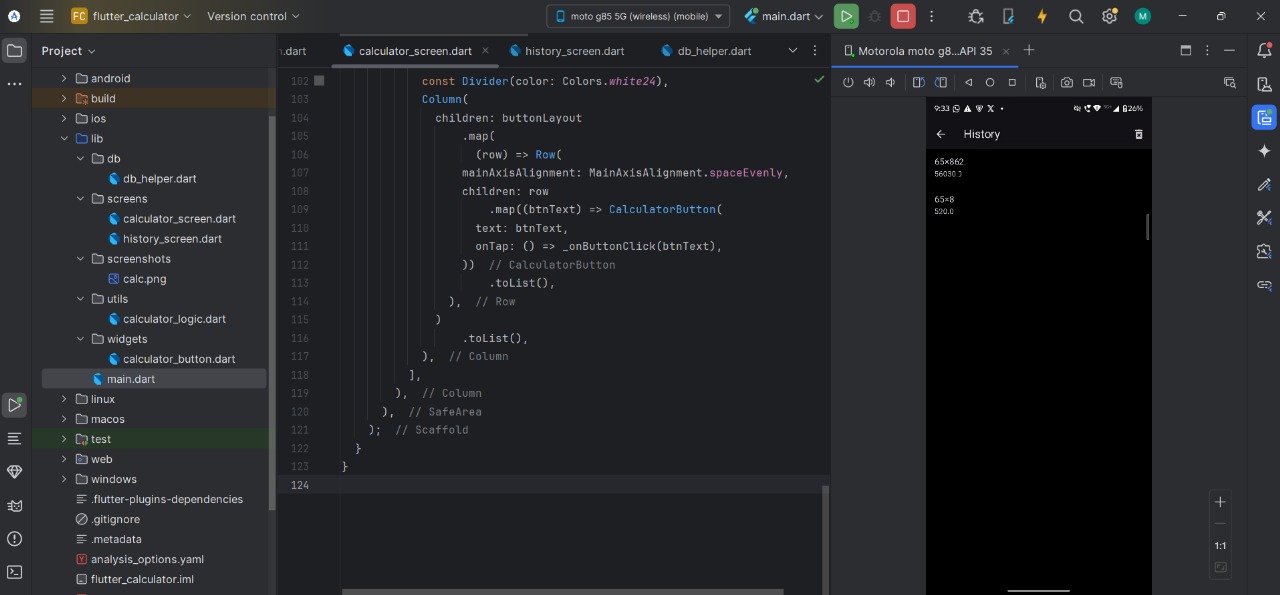 FC flutter_calculator Version control moto g85 5G (wireless) (mobile) main.dart M
Project
android
build
ios
lib
db
db_helper.dart
screens
calculator_screen.dart
history_screen.dart
screenshots
calc.png
utils
calculator_logic.dart
widgets
calculator_button.dart
main.dart
linux
macos
test
web
windows
.flutter-plugins-dependencies
.gitignore
.metadata
analysis_options.yaml
flutter_calculator.iml
.dart calculator_screen.dart history_screen.dart db_helper.dart
102 const Divider(color: Colors.white24),
103 Column(
104 children: buttonLayout
105 .map(
106 (row) => Row(
107 mainAxisAlignment: MainAxisAlignment.spaceEvenly,
108 children: row
109 .map((btnText) => CalculatorButton(
110 text: btnText,
111 onTap: () => _onButtonClick(btnText),
112 )) // CalculatorButton
113 .toList(),
114 ), // Row
115 )
116 .toList(),
117 ), // Column
118 ],
119 ), // Column
120 ), // SafeArea
121 ); // Scaffold
122 }
123 }
124
Motorola moto g8...API 35
9:33 26%
History
65×862
56030.0
65×8
520.0
1:1